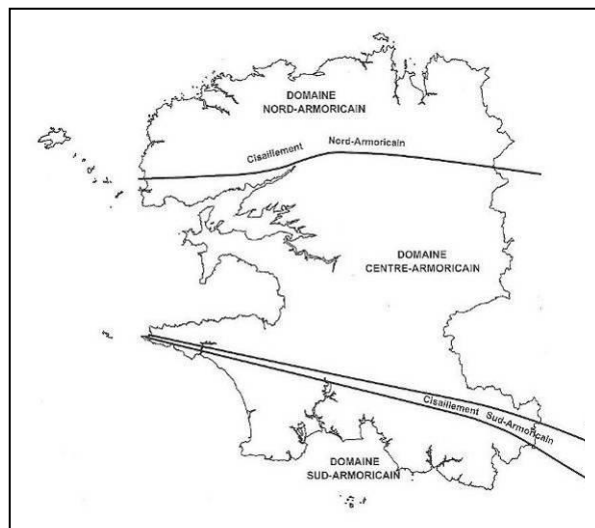 DOMAINE
NORD-ARMORICAIN
Cisaillement Nord-Armoricain
DOMAINE
CENTRE-ARMORICAIN
Cisaillement Sud-Armoricain
DOMAINE
SUD-ARMORICAIN